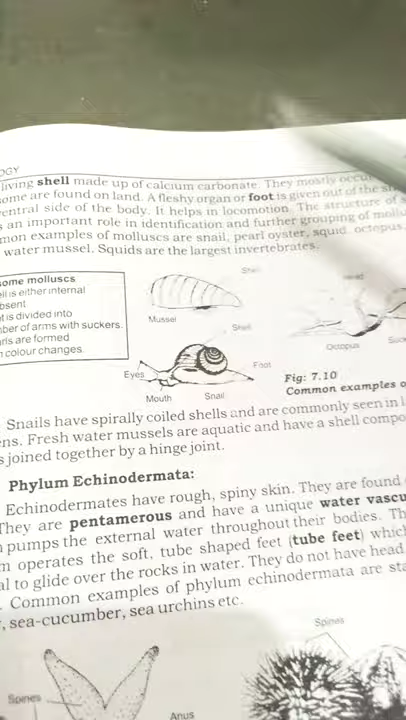 OGY
living shell made up of calcium carbonate. They mostly occur
some are found on land. A fleshy organ or foot is given out of the
ventral side of the body. It helps in locomotion. The structure of s
s an important role in identification and further grouping of mollu
mon examples of molluscs are snail, pearl oyster, squid, octopus,
water mussel. Squids are the largest invertebrates.
some molluscs
ell is either internal
bsent
t is divided into
ber of arms with suckers.
rls are formed
n colour changes.
Shell
Mussel
Head
Octopus
Suck
Shell
Eyes
Foot
Mouth
Snail
Fig: 7.10
Common examples o
Snails have spirally coiled shells and are commonly seen in l
ens. Fresh water mussels are aquatic and have a shell compo
s joined together by a hinge joint.
Phylum Echinodermata:
Echinodermates have rough, spiny skin. They are found
They are pentamerous and have a unique water vascu
n pumps the external water throughout their bodies. Th
m operates the soft, tube shaped feet (tube feet) which
al to glide over the rocks in water. They do not have head
. Common examples of phylum echinodermata are sta
, sea-cucumber, sea urchins etc.
Spines
Spines
Anus